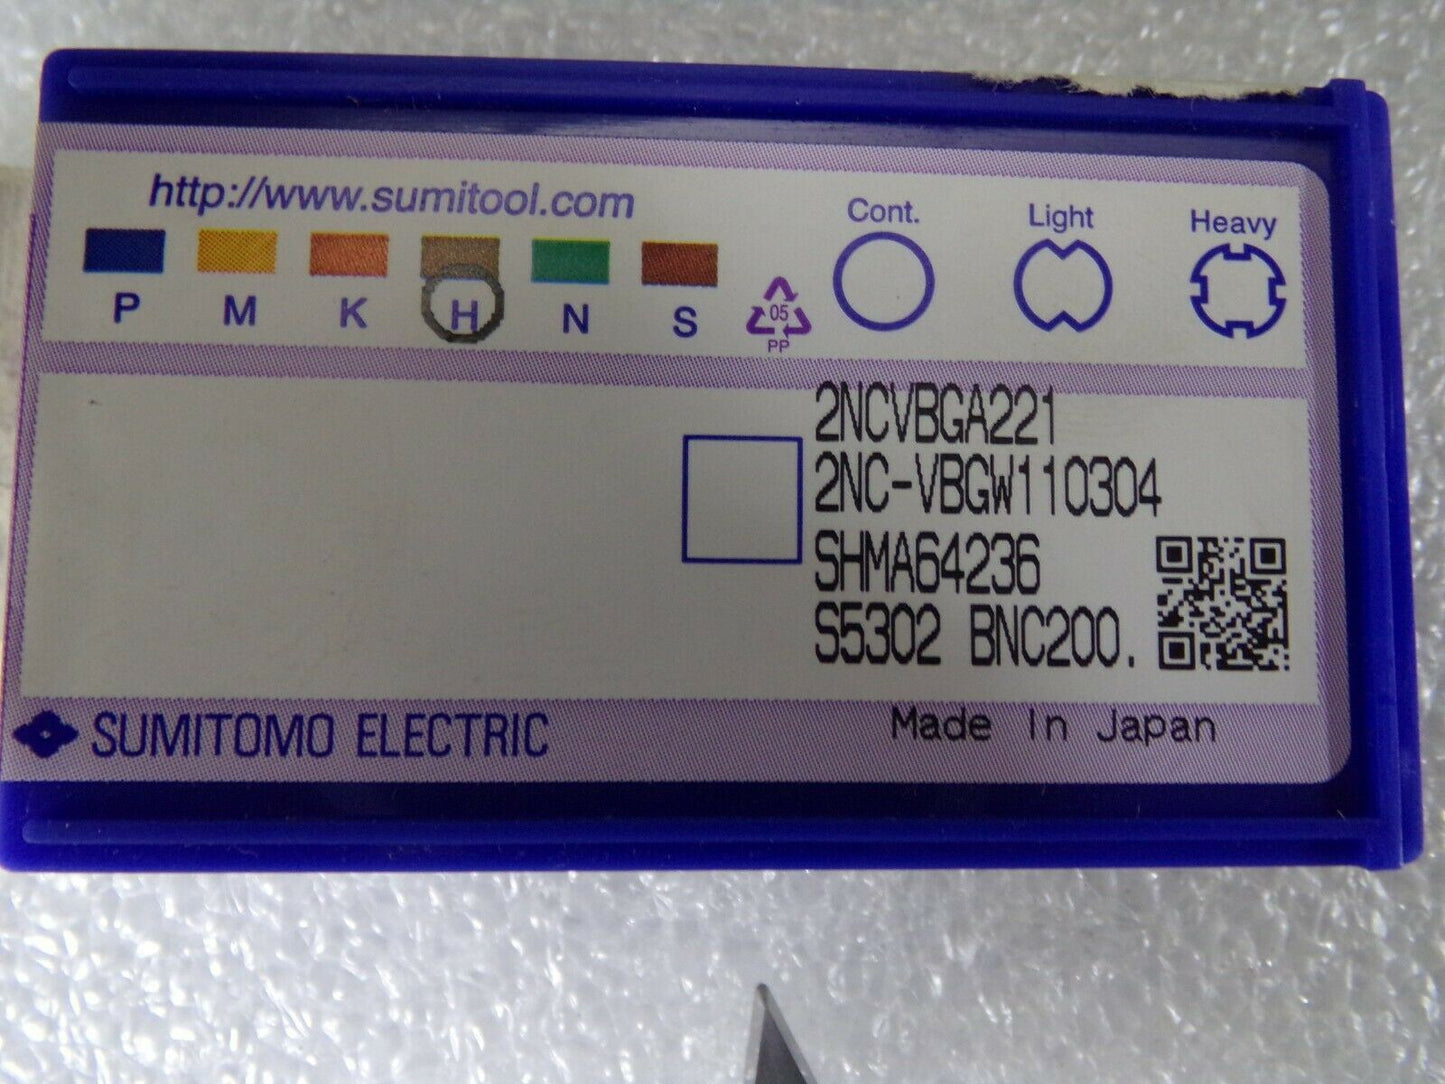 http://www.sumitool.com
P M K H N S
05
PP
Cont. Light Heavy
2NCVBGA221
2NC-VBGW110304
SHMA64236
S5302 BNC200.
SUMITOMO ELECTRIC
Made In Japan